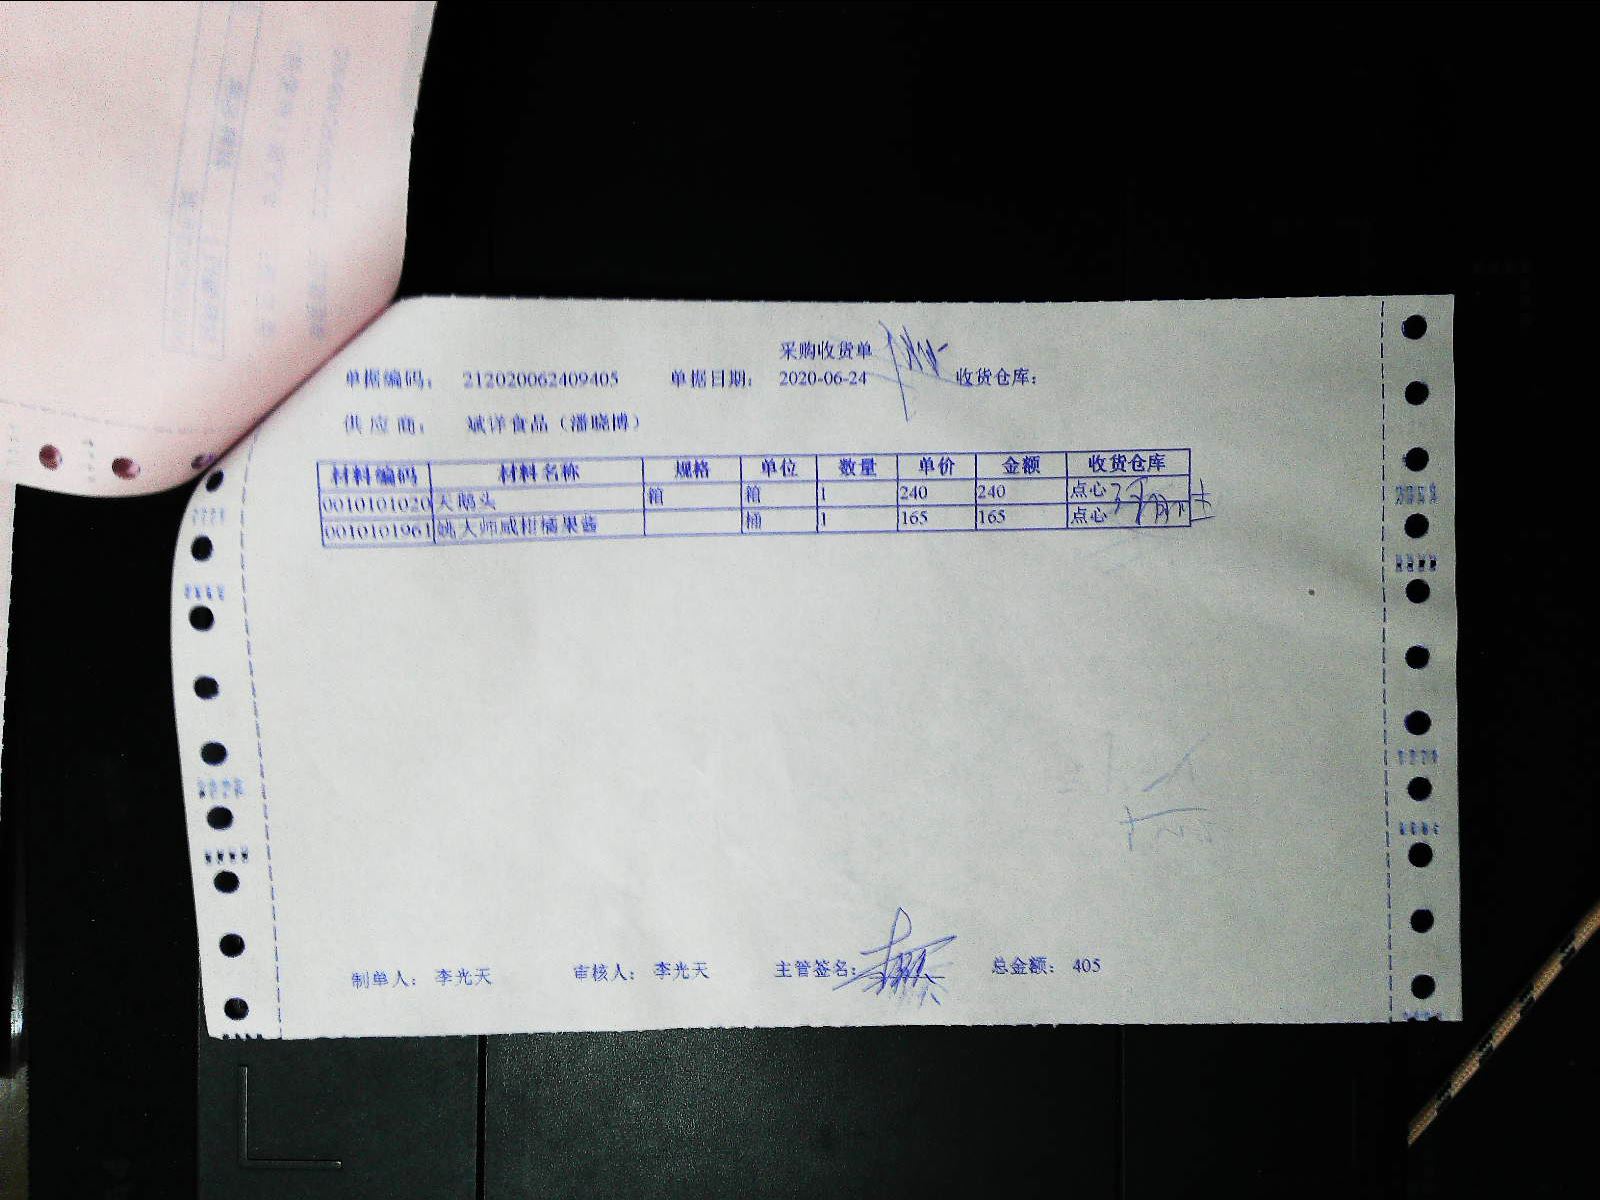 采购收货单
单据编码： 212020062409405 单据日期： 2020-06-24 收货仓库：
供应商： 斌洋食品（潘晓博）
材料编码 材料名称 规格 单位 数量 单价 金额 收货仓库
0010101020 天鹅头 箱 箱 1 240 240 点心
0010101961 姚大师咸柑橘果酱 桶 1 165 165 点心
制单人： 李光天 审核人： 李光天 主管签名： 总金额： 405